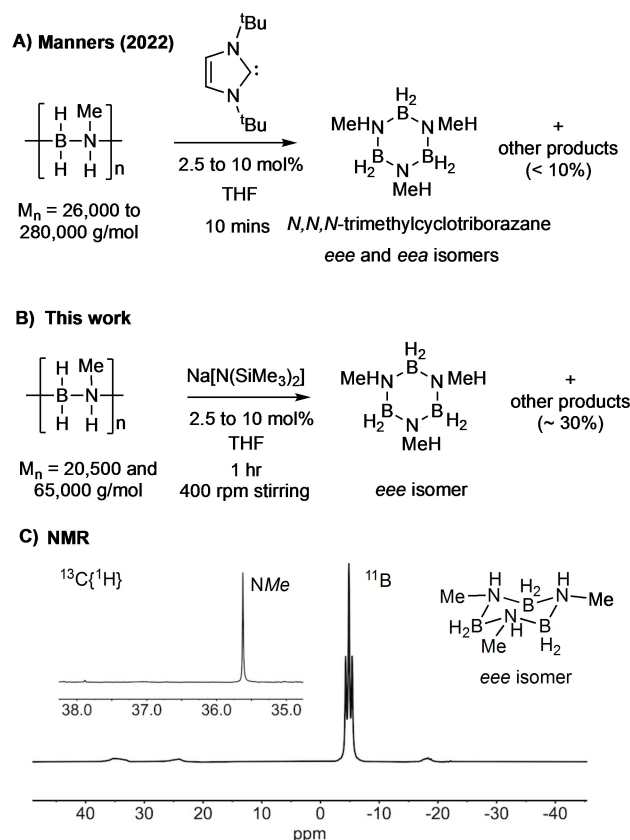 A) Manners (2022)
tBu
N
:
N
tBu
H Me
B N
H H
n
Mn = 26,000 to
280,000 g/mol
2.5 to 10 mol%
THF
10 mins
H2
B
MeHN NMeH
B B
H2 N H2
MeH
N,N,N-trimethylcyclotriborazane
eee and eea isomers
+
other products
(< 10%)
B) This work
H Me
B N
H H
n
Mn = 20,500 and
65,000 g/mol
Na[N(SiMe3)2]
2.5 to 10 mol%
THF
1 hr
400 rpm stirring
H2
B
MeHN NMeH
B B
H2 N H2
MeH
eee isomer
+
other products
(~ 30%)
C) NMR
13C{1H}
NMe
38.0 37.0 36.0 35.0
11B
H H2 H
Me N B N Me
H2B N B
Me H H2
eee isomer
40 30 20 10 0 -10 -20 -30 -40
ppm